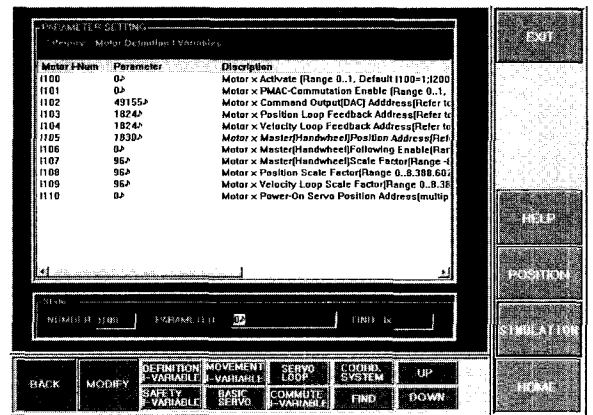 PARAMETER SETTING
Category: Motor Definition I-Variables
Motor I-Num Parameter Discription
I100 0♪ Motor x Activate [Range 0..1, Default I100=1;I200
I101 0♪ Motor x PMAC-Commutation Enable [Range 0..1,
I102 49155♪ Motor x Command Output[DAC] Adddress[Refer to
I103 1824♪ Motor x Position Loop Feedback Address[Refer to
I104 1824♪ Motor x Velocity Loop Feedback Address[Refer to
I105 1830♪ Motor x Master[Handwheel]Position Address[Refe
I106 0♪ Motor x Master[Handwheel]Following Enable[Ran
I107 96♪ Motor x Master[Handwheel]Scale Factor[Range -8
I108 96♪ Motor x Position Scale Factor[Range 0..8.388.607
I109 96♪ Motor x Velocity Loop Scale Factor[Range 0..8.38
I110 0♪ Motor x Power-On Servo Position Address[multip
NUMBER I100 PARAMETER 0♪ FIND Ix
BACK MODIFY DEFINITION I-VARIABLE MOVEMENT I-VARIABLE SERVO LOOP COORD. SYSTEM UP
SAFETY I-VARIABLE BASIC SERVO COMMUTE I-VARIABLE FIND DOWN
EXIT
HELP
POSITION
SIMULATION
HOME